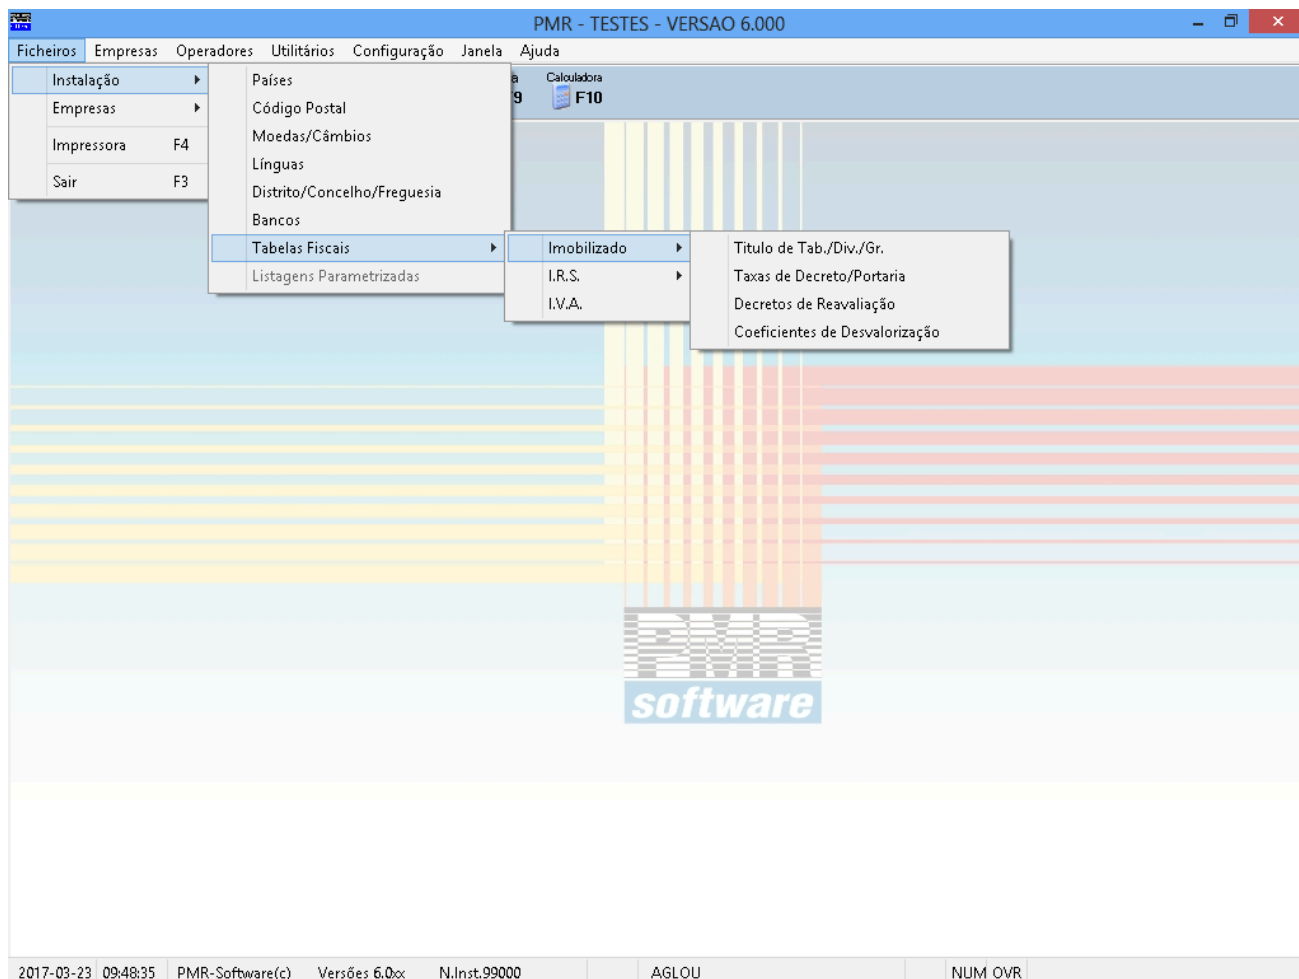 PMR - TESTES - VERSAO 6.000
Ficheiros Empresas Operadores Utilitários Configuração Janela Ajuda
Calculadora
F10
Instalação
Empresas
Impressora F4
Sair F3
Países
Código Postal
Moedas/Câmbios
Línguas
Distrito/Concelho/Freguesia
Bancos
Tabelas Fiscais
Listagens Parametrizadas
Imobilizado
I.R.S.
I.V.A.
Titulo de Tab./Div./Gr.
Taxas de Decreto/Portaria
Decretos de Reavaliação
Coeficientes de Desvalorização
PMR
software
2017-03-23 09:48:35 PMR-Software(c) Versões 6.0xx N.Inst.99000 AGLOU NUM OVR